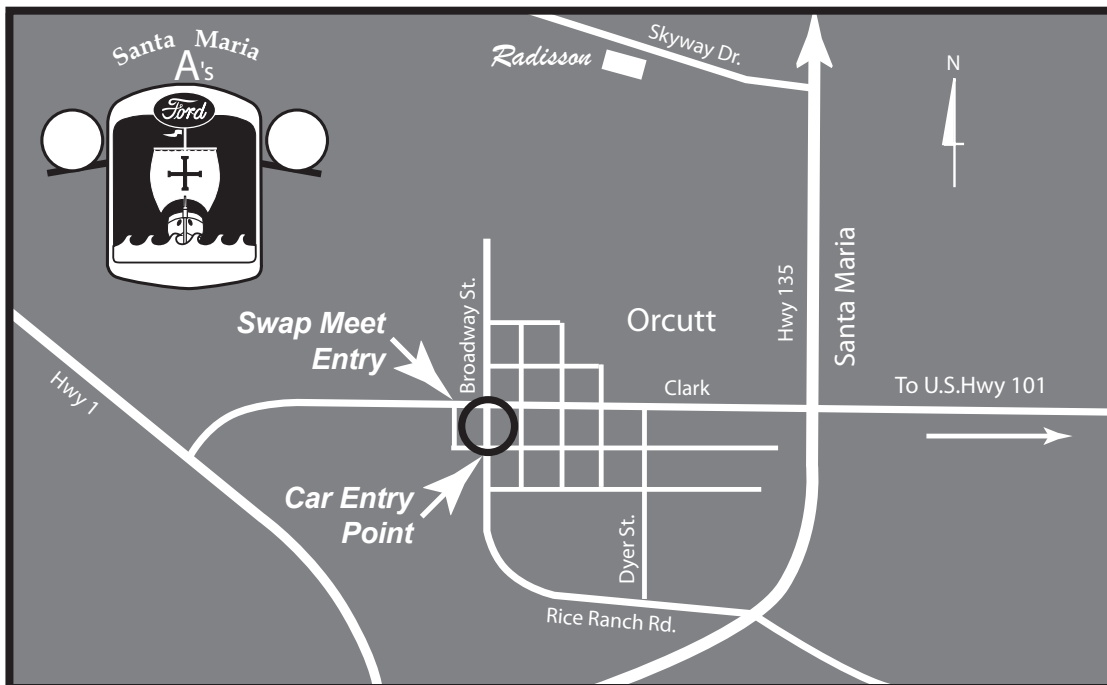 Santa Maria
A's
Ford
Radisson
Skyway Dr.
N
Broadway St.
Orcutt
Hwy 135
Santa Maria
Swap Meet
Entry
Hwy 1
Clark
To U.S.Hwy 101
Car Entry
Point
Dyer St.
Rice Ranch Rd.